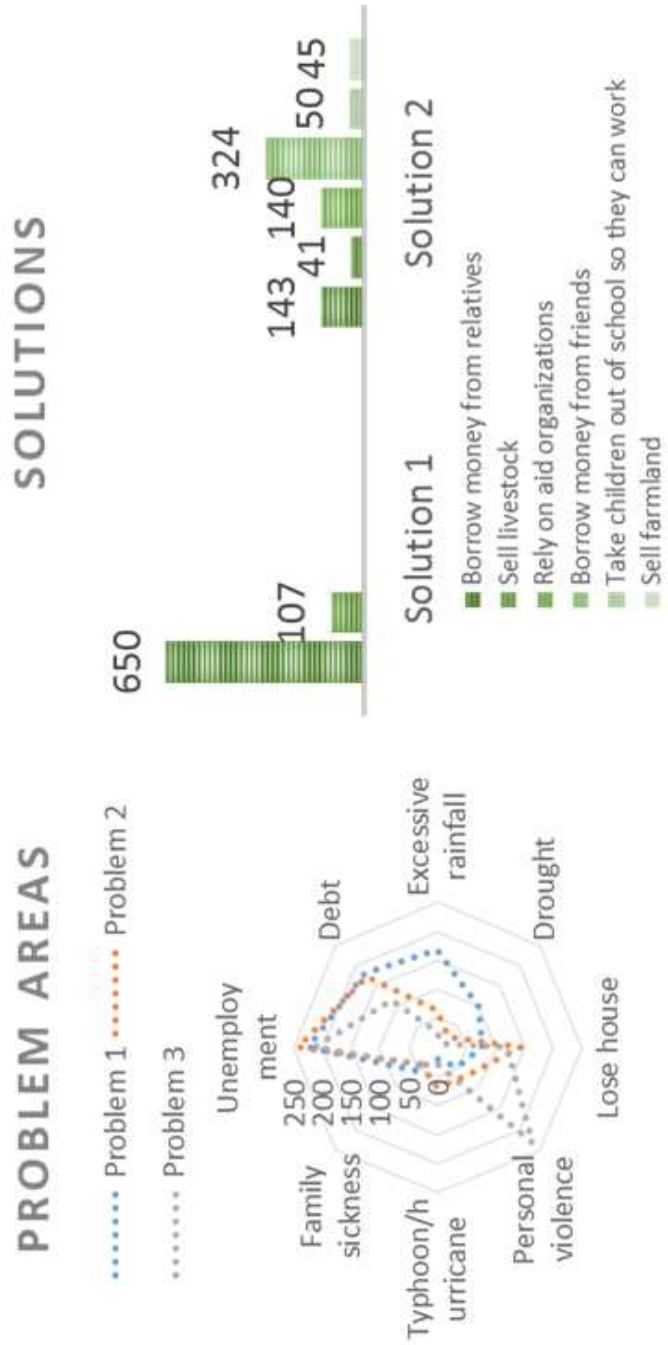 PROBLEM AREAS
Problem 1
Problem 2
Problem 3
Unemploy
ment
Debt
Excessive
rainfall
Drought
Lose house
Personal
violence
Typhoon/h
urricane
Family
sickness
250
200
150
100
50
0
SOLUTIONS
650
107
143
41
140
324
50
45
Solution 1
Solution 2
Borrow money from relatives
Sell livestock
Rely on aid organizations
Borrow money from friends
Take children out of school so they can work
Sell farmland